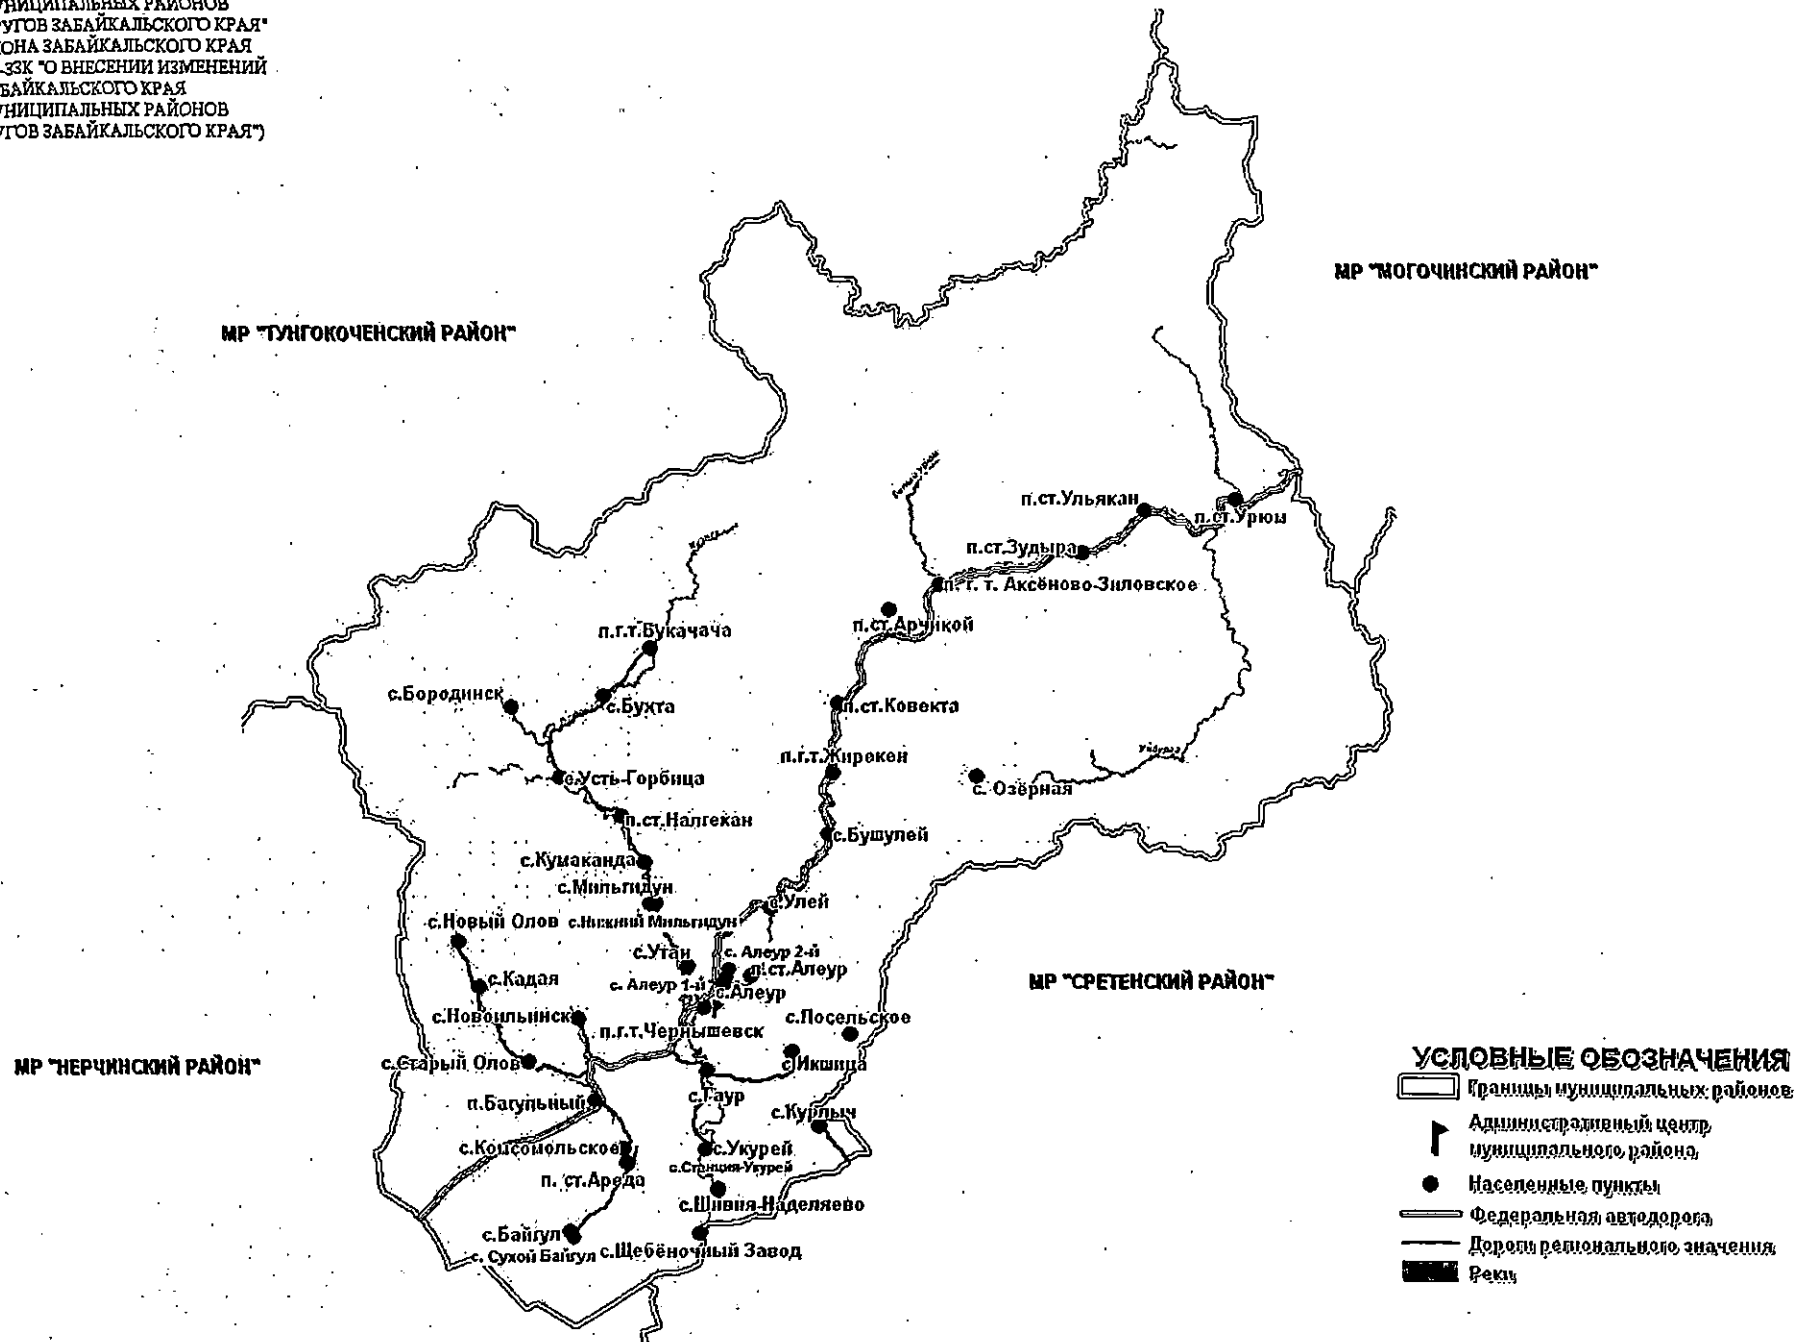 УНИЦИПАЛЬНЫХ РАЙОНОВ
РУГОВ ЗАБАЙКАЛЬСКОГО КРАЯ"
ОНА ЗАБАЙКАЛЬСКОГО КРАЯ
-ЗЗК "О ВНЕСЕНИИ ИЗМЕНЕНИЙ
БАЙКАЛЬСКОГО КРАЯ
УНИЦИПАЛЬНЫХ РАЙОНОВ
УГОВ ЗАБАЙКАЛЬСКОГО КРАЯ")
МР "МОГОЧИНСКИЙ РАЙОН"
МР "ТУНГОКОЧЕНСКИЙ РАЙОН"
п.ст.Ульякан
п.ст.Урюм
п.ст.Зудыра
п. г. т. Аксёново-Зиловское
п.ст.Арчикой
п.г.т.Букачача
с.Бородинск
с.Бухта
п.ст.Ковекта
п.г.т.Жирекен
с.Усть-Горбица
с. Озёрная
п.ст.Налгекан
с.Бушулей
с.Кумаканда
с.Мильгидун
с.Улей
с.Новый Олов
с.Нижний Мильгидун
с.Утан
с. Алеур 2-й
п.ст.Алеур
с.Кадая
с. Алеур 1-й
с.Алеур
МР "СРЕТЕНСКИЙ РАЙОН"
с.Новоильинск
п.г.т.Чернышевск
с.Посельское
МР "НЕРЧИНСКИЙ РАЙОН"
с.Старый Олов
с.Икшица
п.Багульный
с.Гаур
с.Курлыч
с.Комсомольское
с.Укурей
с.Станция-Укурей
п. ст.Ареда
с.Шивия-Наделяево
с.Байгул
с. Сухой Байгул
с.Щебёночный Завод
УСЛОВНЫЕ ОБОЗНАЧЕНИЯ
Границы муниципальных районов
Административный центр
муниципального района
Населенные пункты
Федеральная автодорога
Дороги регионального значения
Реки